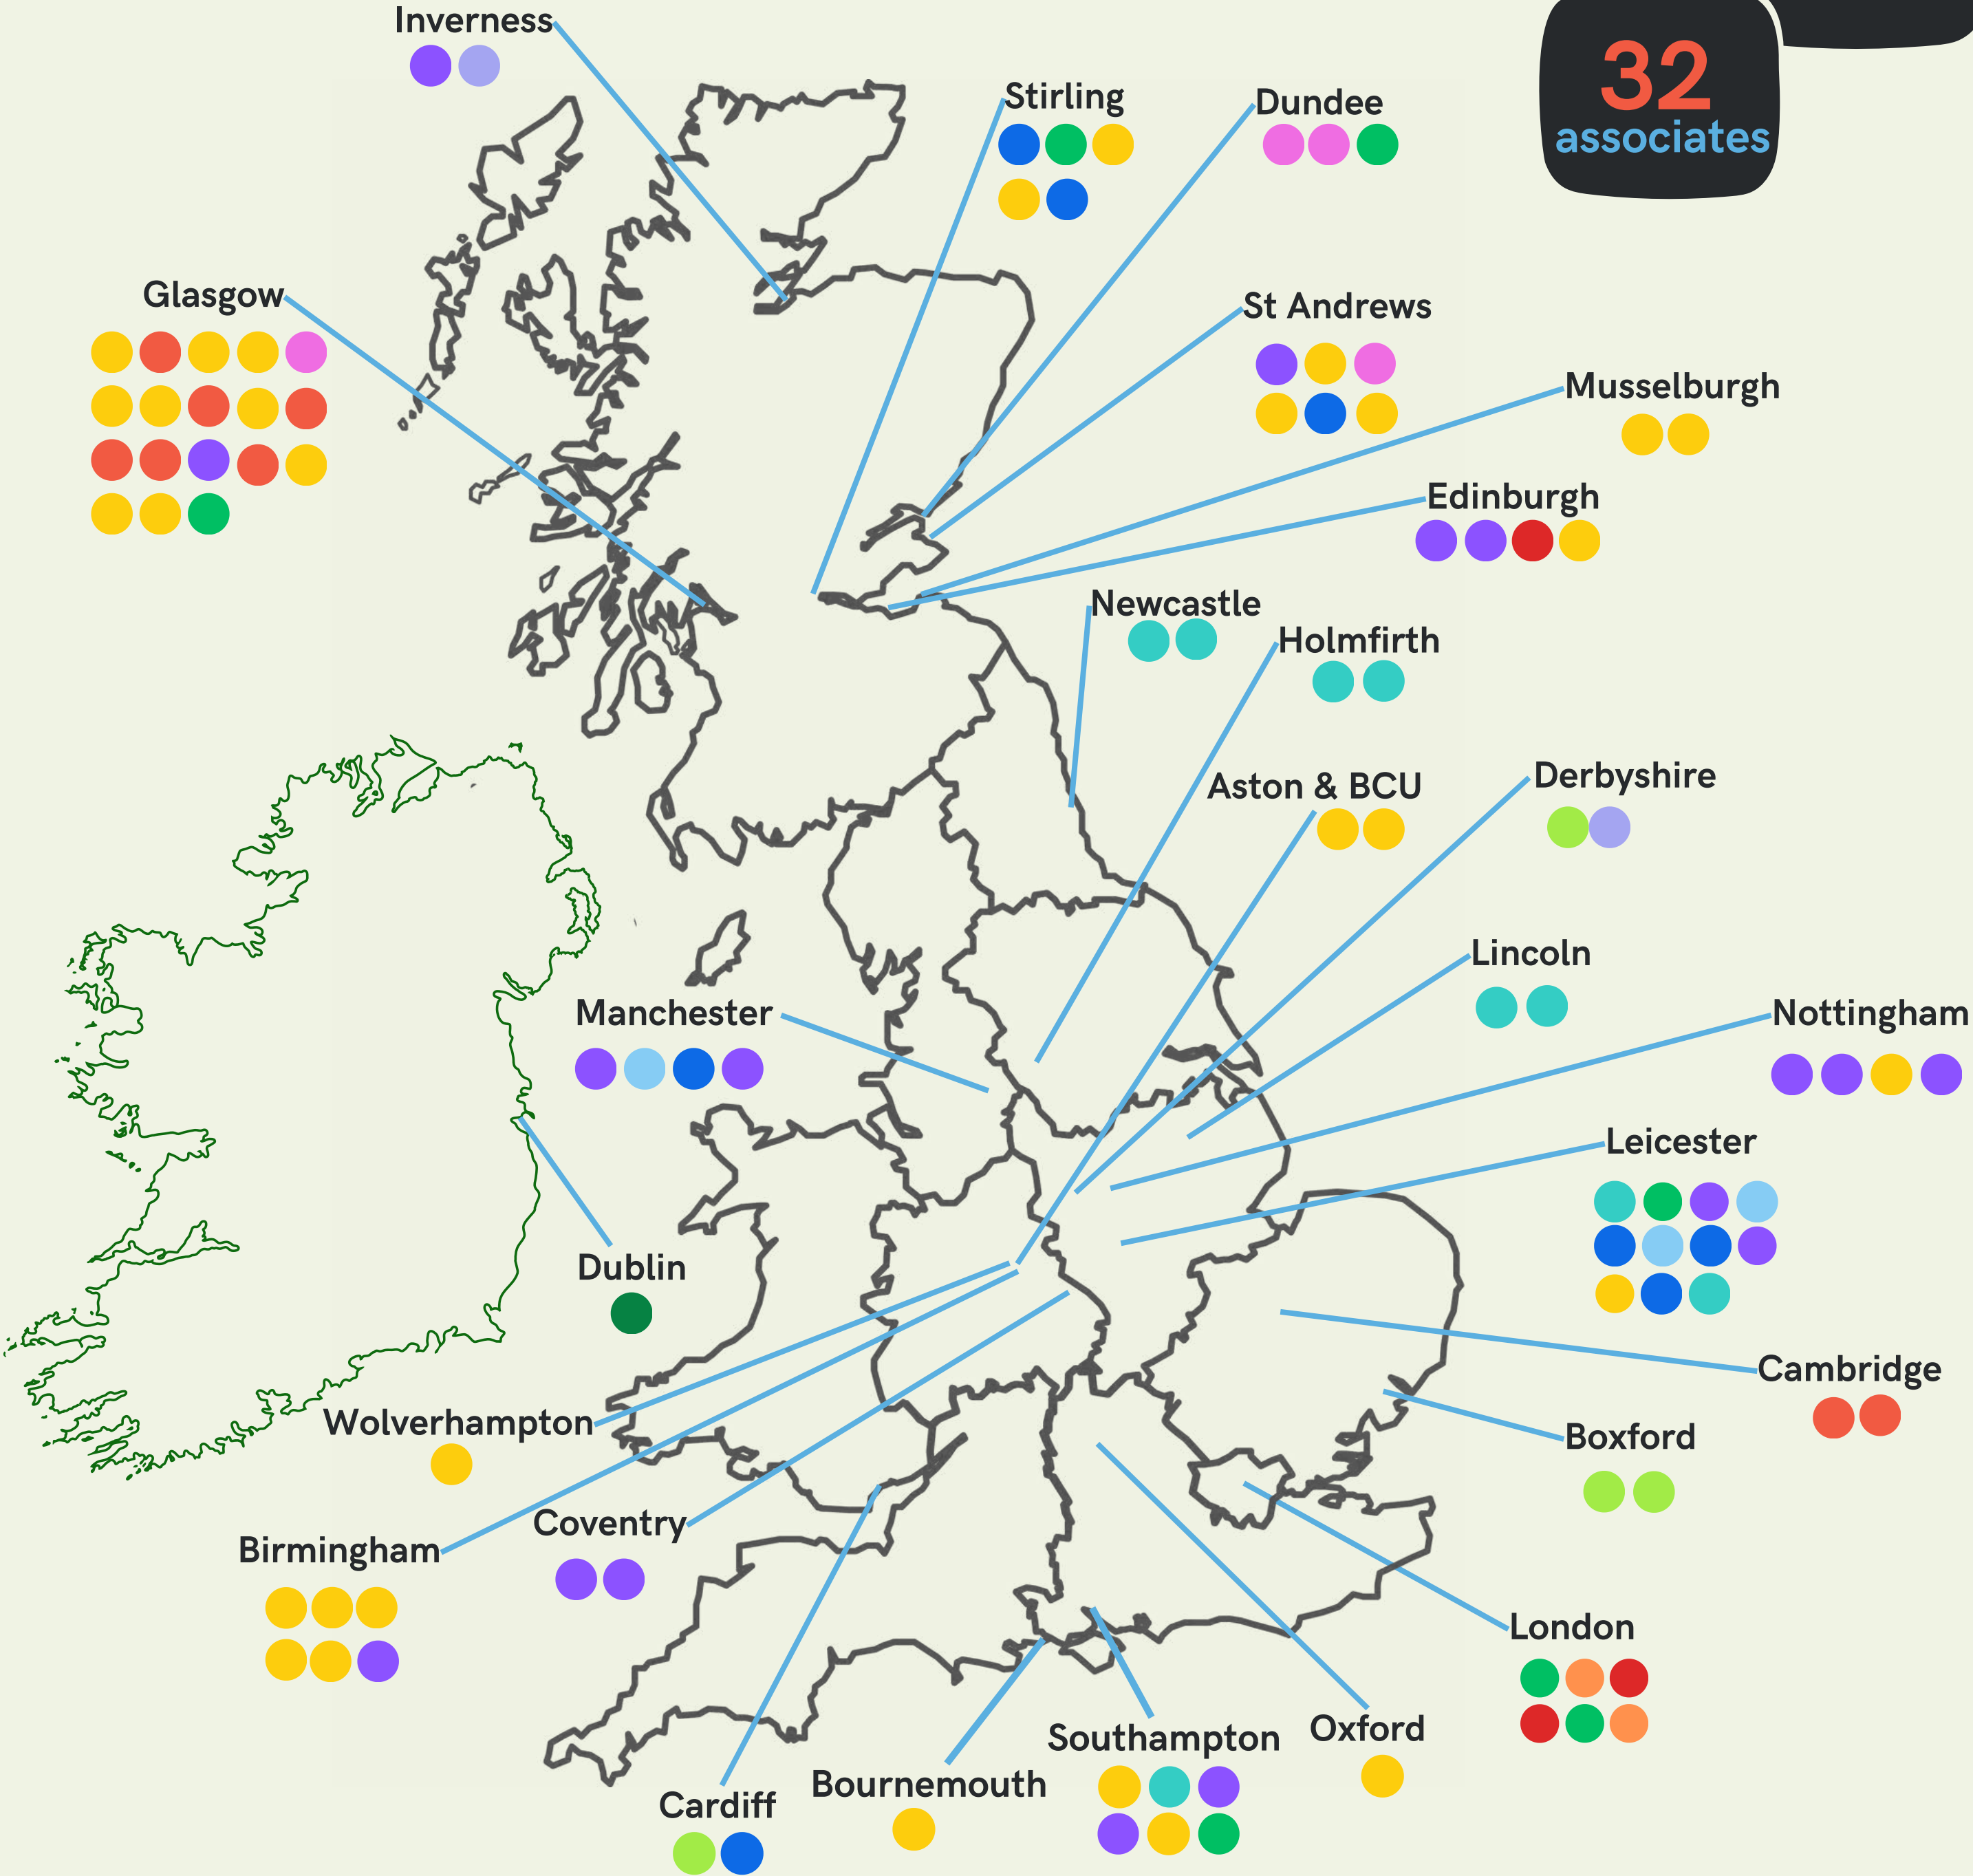 Inverness
32
associates
Stirling
Dundee
Glasgow
St Andrews
Musselburgh
Edinburgh
Newcastle
Holmfirth
Derbyshire
Aston & BCU
Lincoln
Manchester
Nottingham
Leicester
Dublin
Cambridge
Wolverhampton
Boxford
Coventry
Birmingham
London
Oxford
Southampton
Bournemouth
Cardiff